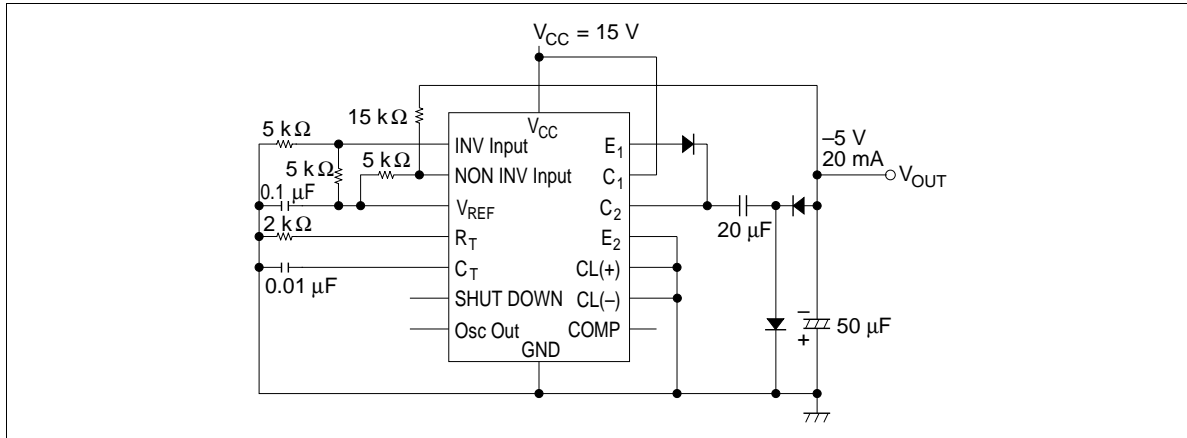 V_CC = 15 V
15 kΩ
5 kΩ
5 kΩ
5 kΩ
0.1 μF
2 kΩ
0.01 μF
V_CC
INV Input
NON INV Input
V_REF
R_T
C_T
SHUT DOWN
Osc Out
GND
E_1
C_1
C_2
E_2
CL(+)
CL(–)
COMP
20 μF
–5 V
20 mA
V_OUT
–
+
50 μF